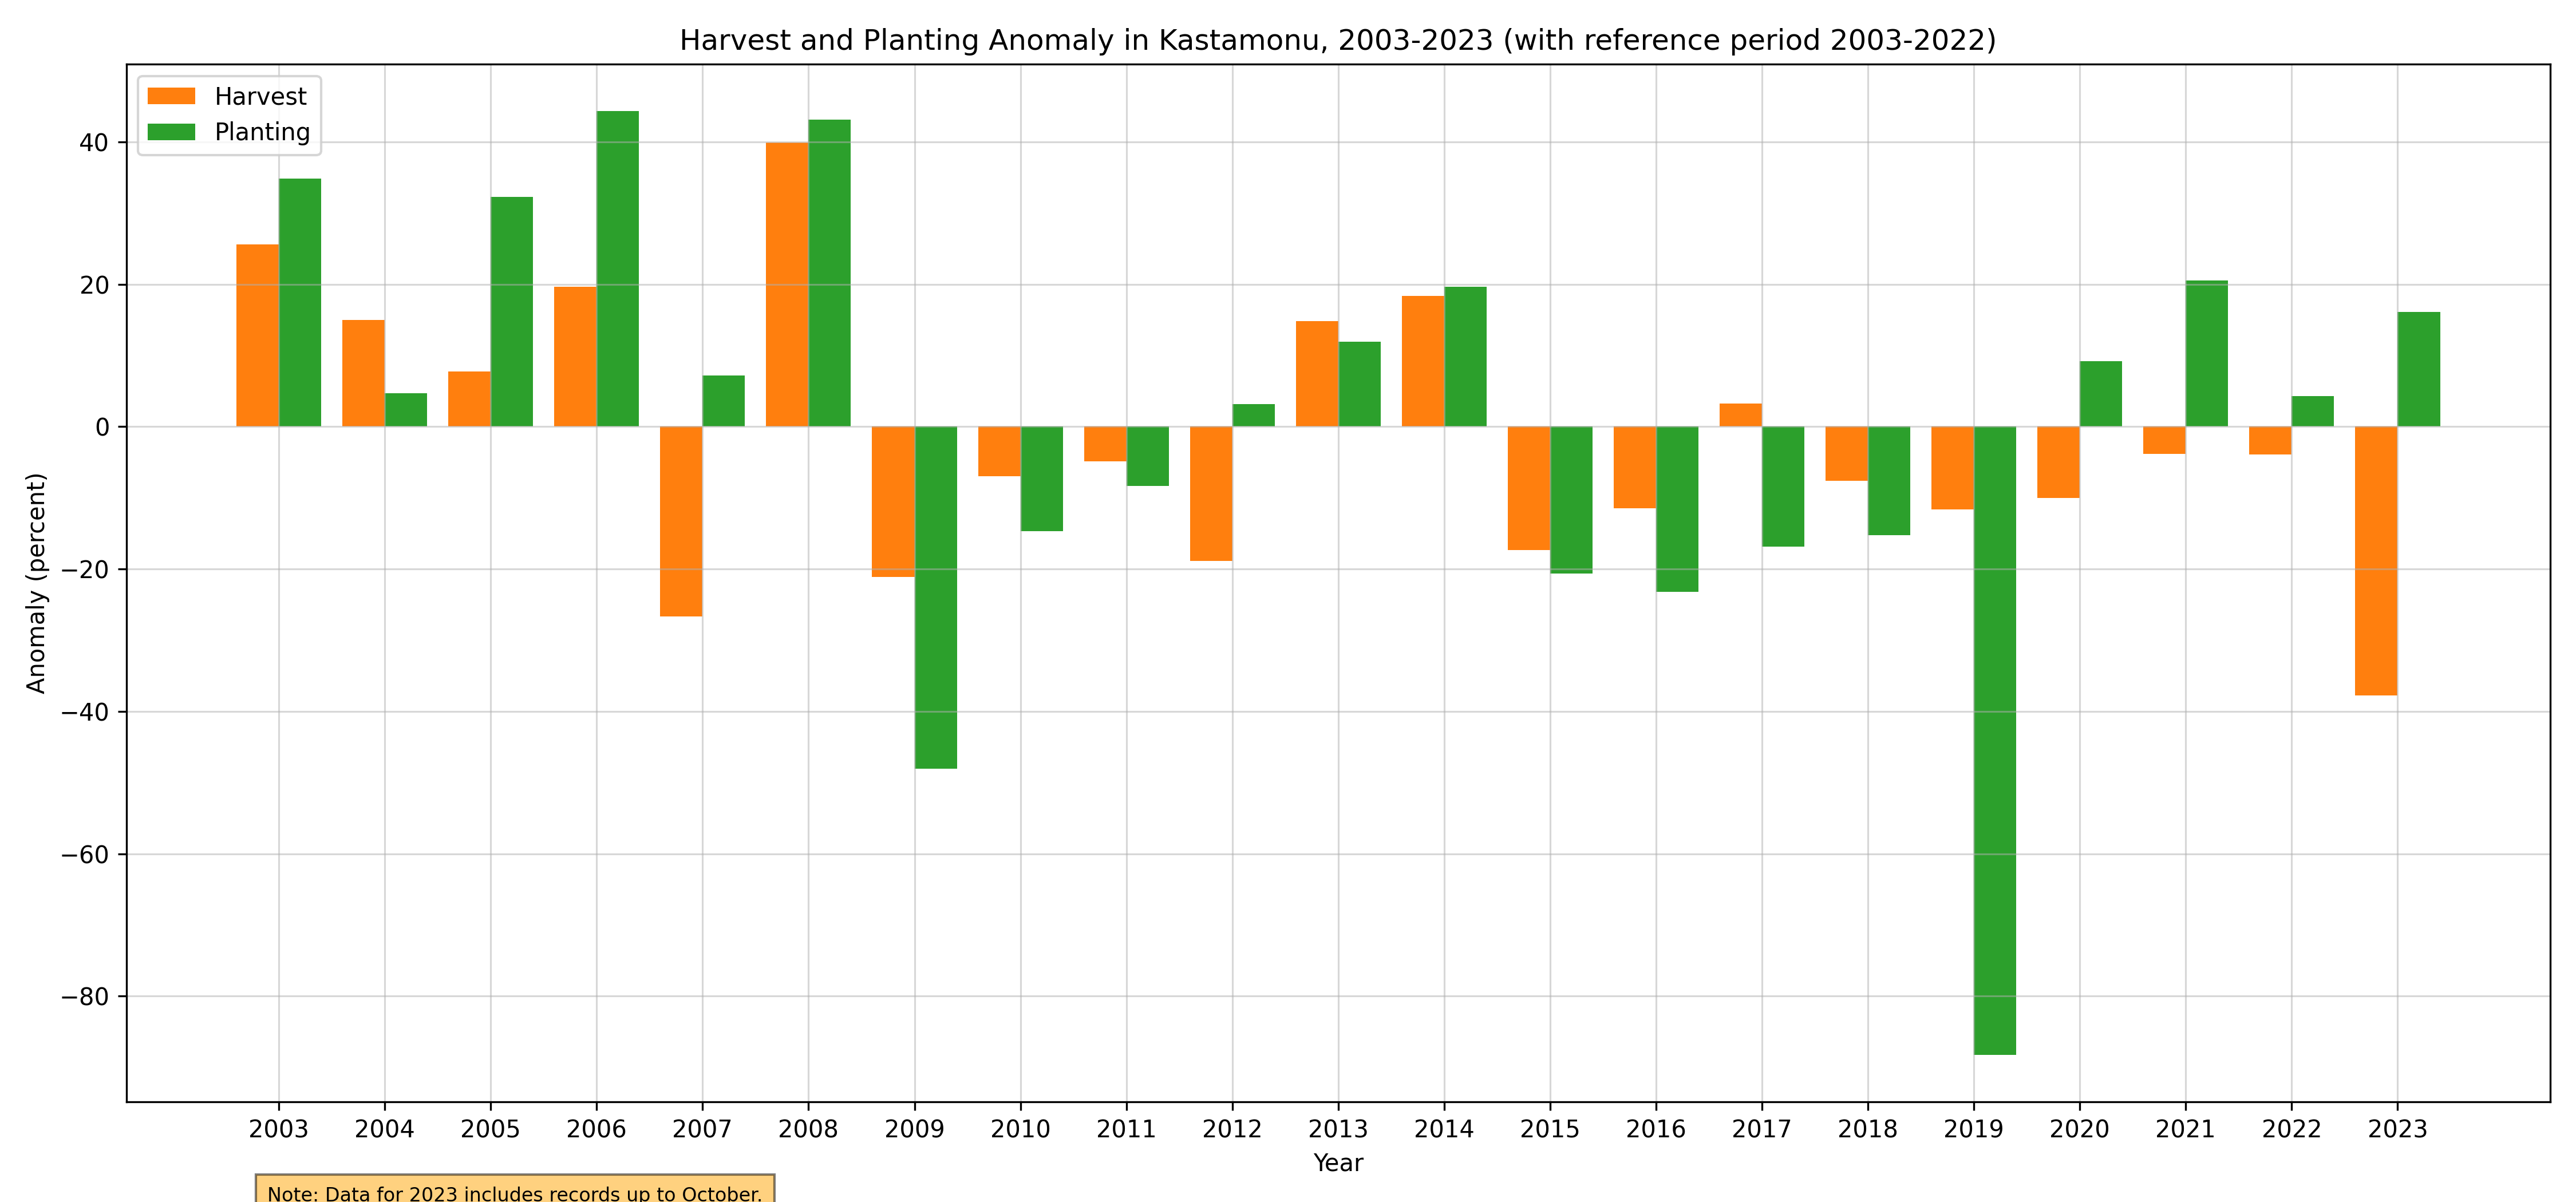 Harvest and Planting Anomaly in Kastamonu, 2003-2023 (with reference period 2003-2022)
Harvest
Planting
40
20
0
−20
−40
−60
−80
Anomaly (percent)
2003 2004 2005 2006 2007 2008 2009 2010 2011 2012 2013 2014 2015 2016 2017 2018 2019 2020 2021 2022 2023
Year
Note: Data for 2023 includes records up to October.